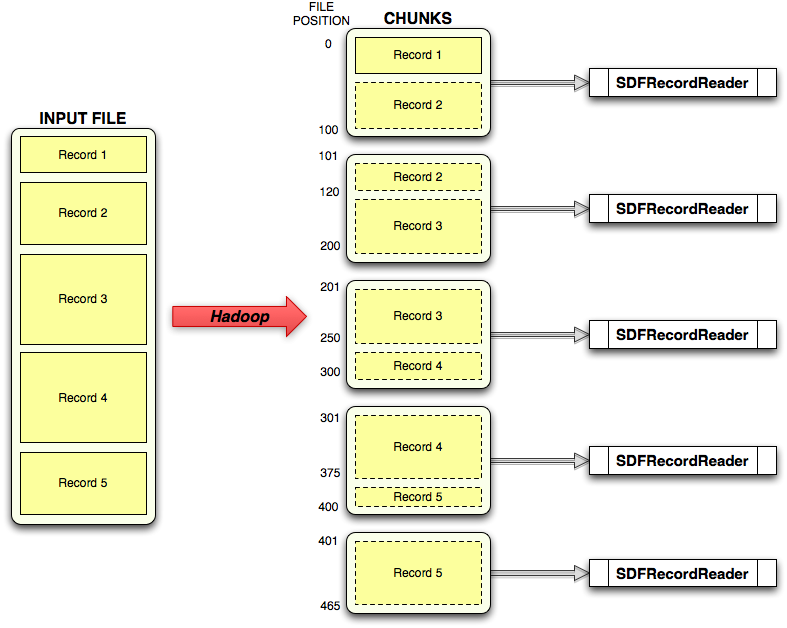 INPUT FILE
Record 1
Record 2
Record 3
Record 4
Record 5
Hadoop
FILE
POSITION
CHUNKS
0
Record 1
Record 2
100
SDFRecordReader
101
Record 2
120
Record 3
200
SDFRecordReader
201
Record 3
250
Record 4
300
SDFRecordReader
301
Record 4
375
Record 5
400
SDFRecordReader
401
Record 5
465
SDFRecordReader